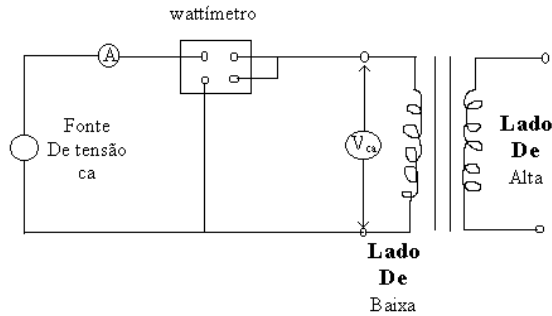 wattímetro
A
Fonte
De tensão
ca
Vca
Lado
De
Alta
Lado
De
Baixa